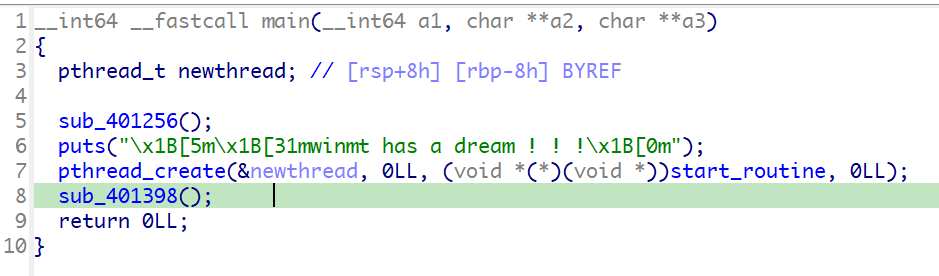 1 __int64 __fastcall main(__int64 a1, char **a2, char **a3)
2 {
3   pthread_t newthread; // [rsp+8h] [rbp-8h] BYREF
4
5   sub_401256();
6   puts("\x1B[5m\x1B[31mwinmt has a dream ! ! !\x1B[0m");
7   pthread_create(&newthread, 0LL, (void *(*)(void *))start_routine, 0LL);
8   sub_401398();
9   return 0LL;
10 }